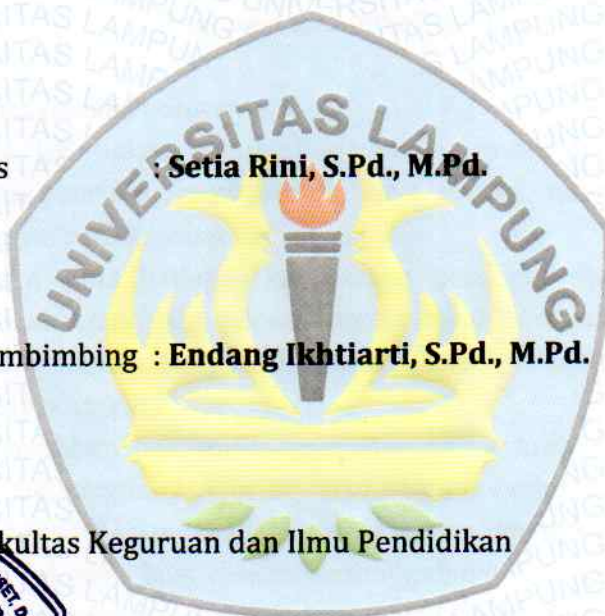 UNIVERSITAS LAMPUNG
s : Setia Rini, S.Pd., M.Pd.
mbimbing : Endang Ikhtiarti, S.Pd., M.Pd.
kultas Keguruan dan Ilmu Pendidikan